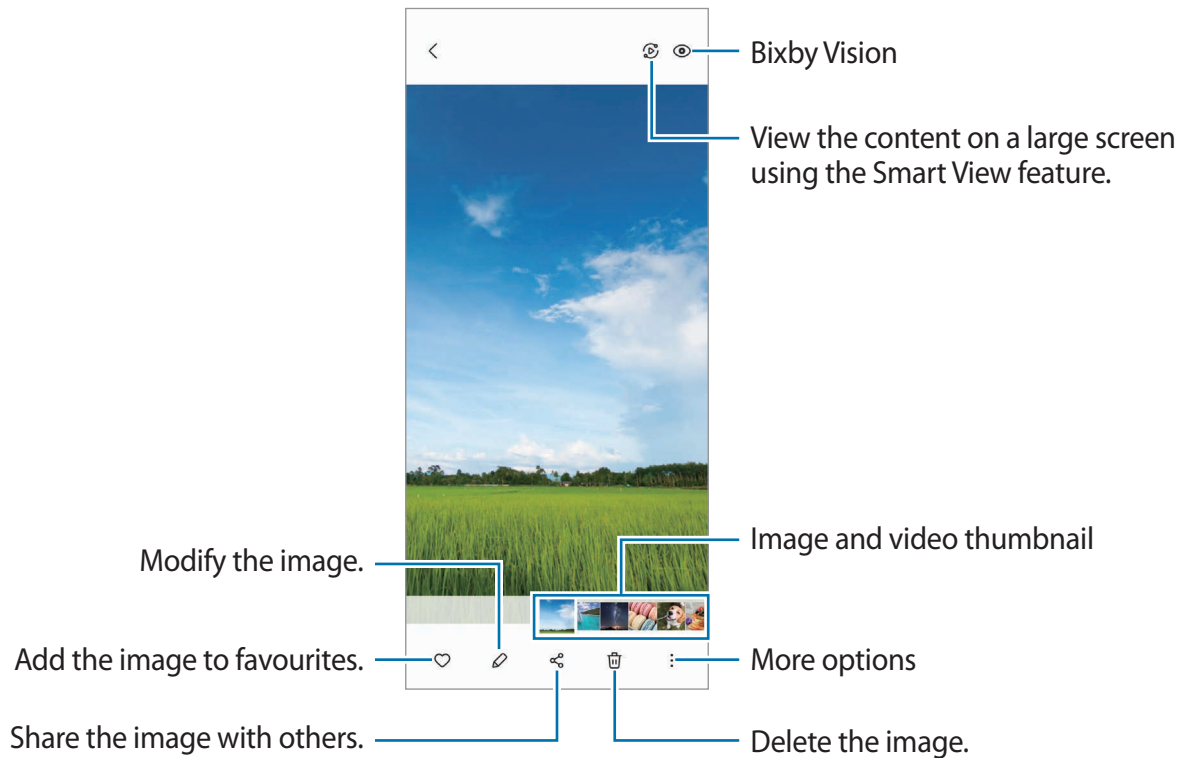 Bixby Vision
View the content on a large screen
using the Smart View feature.
Image and video thumbnail
Modify the image.
Add the image to favourites.
More options
Share the image with others.
Delete the image.